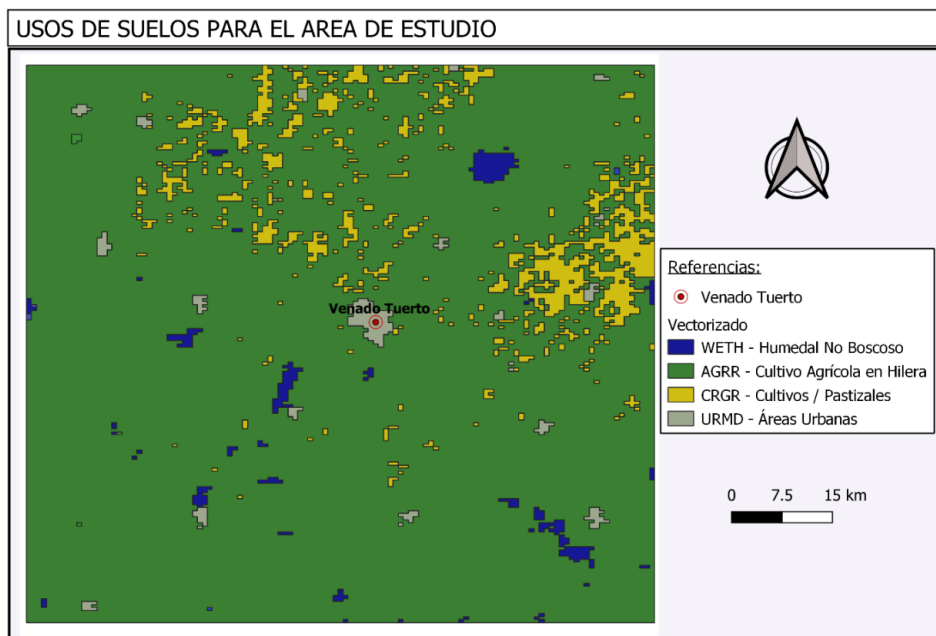 USOS DE SUELOS PARA EL AREA DE ESTUDIO
Venado Tuerto
Referencias:
Venado Tuerto
Vectorizado
WETH - Humedal No Boscoso
AGRR - Cultivo Agrícola en Hilera
CRGR - Cultivos / Pastizales
URMD - Áreas Urbanas
0 7.5 15 km